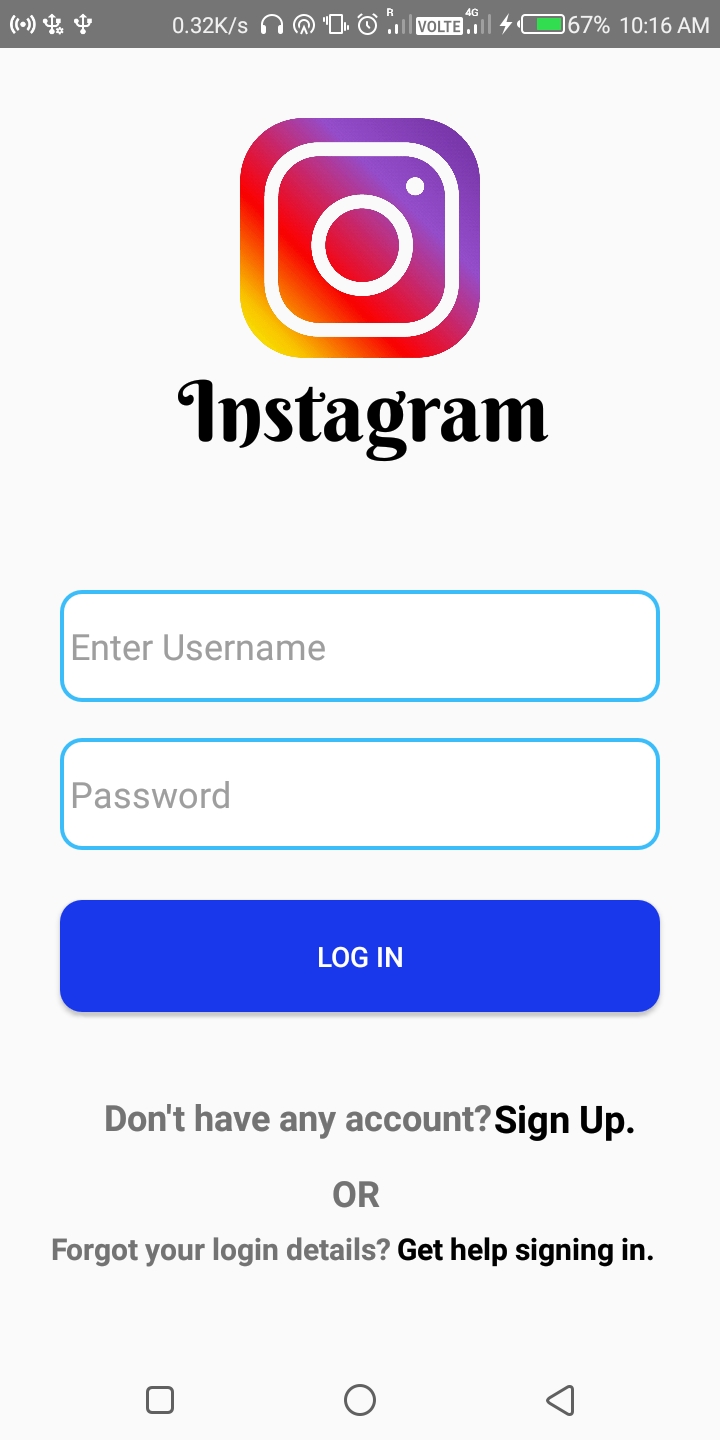 0.32K/s R VOLTE 4G 67% 10:16 AM
Instagram
Enter Username
Password
LOG IN
Don't have any account?Sign Up.
OR
Forgot your login details? Get help signing in.